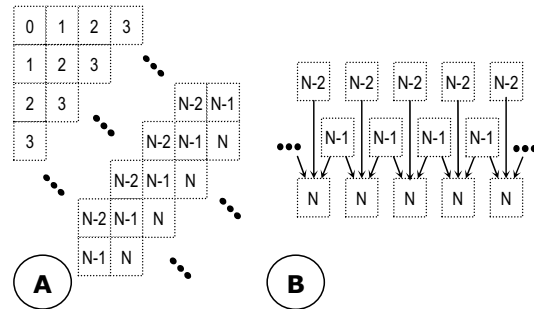 0 1 2 3
1 2 3
2 3
3
N-2 N-1
N-2 N-1 N
N-2 N-1 N
N-2 N-1 N
N-1 N
A
N-2 N-2 N-2 N-2 N-2
N-1 N-1 N-1 N-1
N N N N N
B